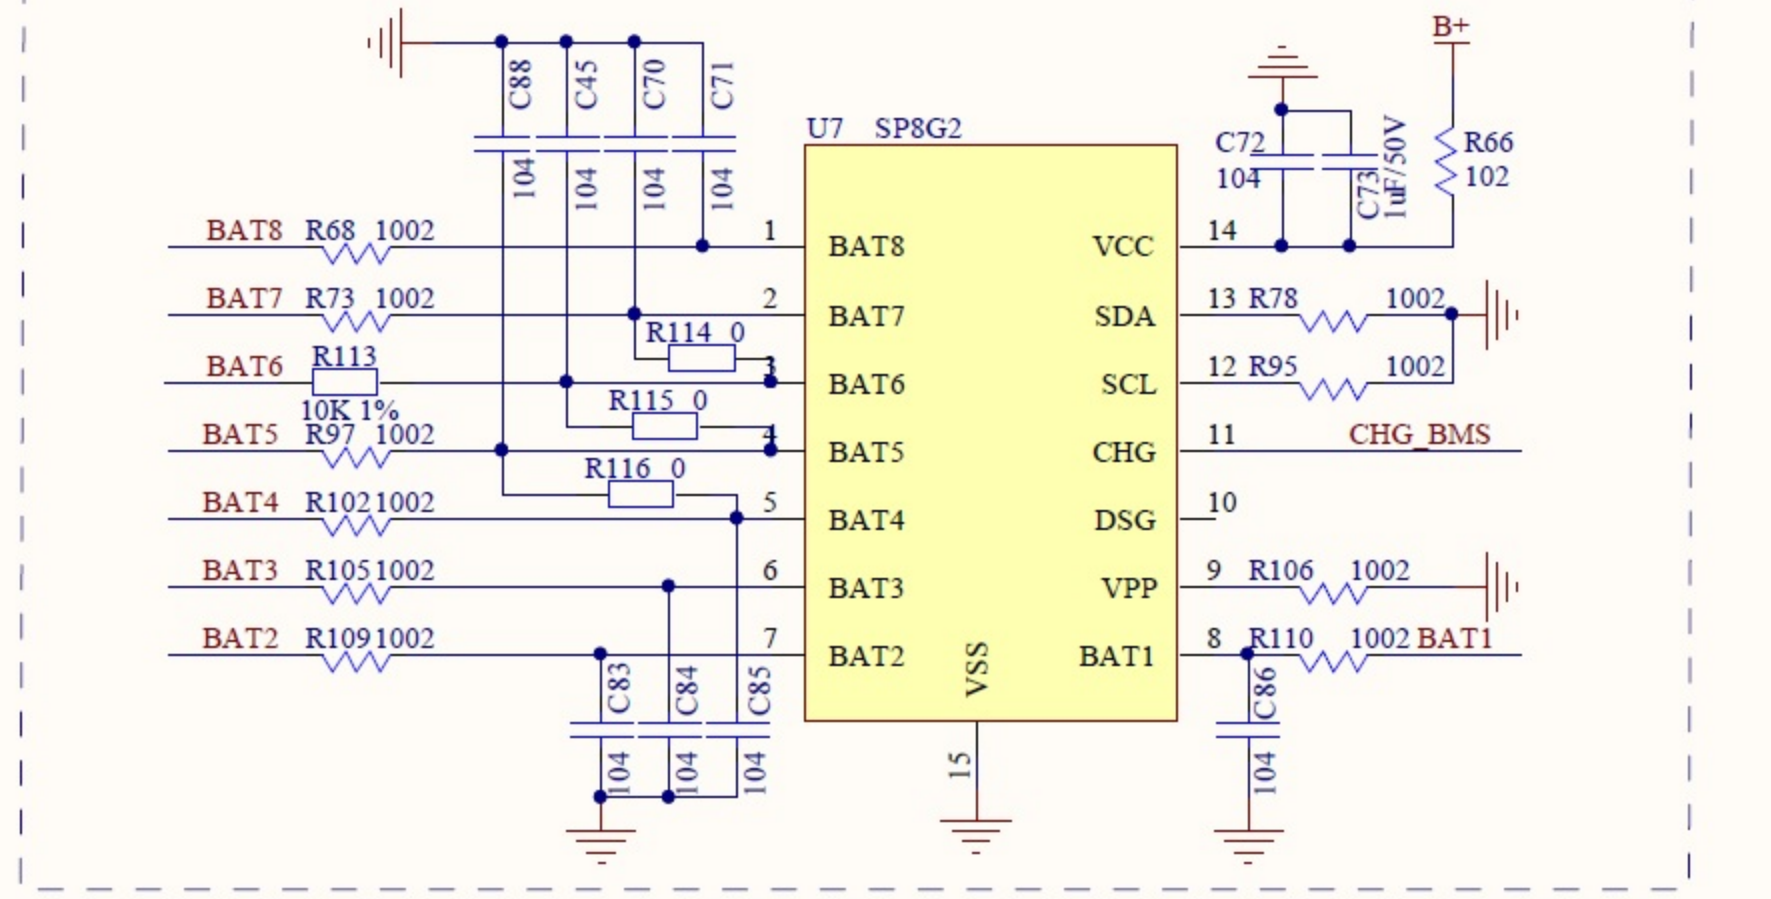 B+
C88
C45
C70
C71
104
104
104
104
U7 SP8G2
C72
104
C73
1uF/50V
R66
102
BAT8 R68 1002 1 BAT8
VCC 14
BAT7 R73 1002 2 BAT7
SDA 13 R78 1002
R114 0
BAT6 R113 3 BAT6
10K 1%
SCL 12 R95 1002
R115 0
BAT5 R97 1002 4 BAT5
CHG 11 CHG_BMS
R116 0
BAT4 R102 1002 5 BAT4
DSG 10
BAT3 R105 1002 6 BAT3
VPP 9 R106 1002
BAT2 R109 1002 7 BAT2
BAT1 8 R110 1002 BAT1
VSS
15
C83
C84
C85
104
104
104
C86
104